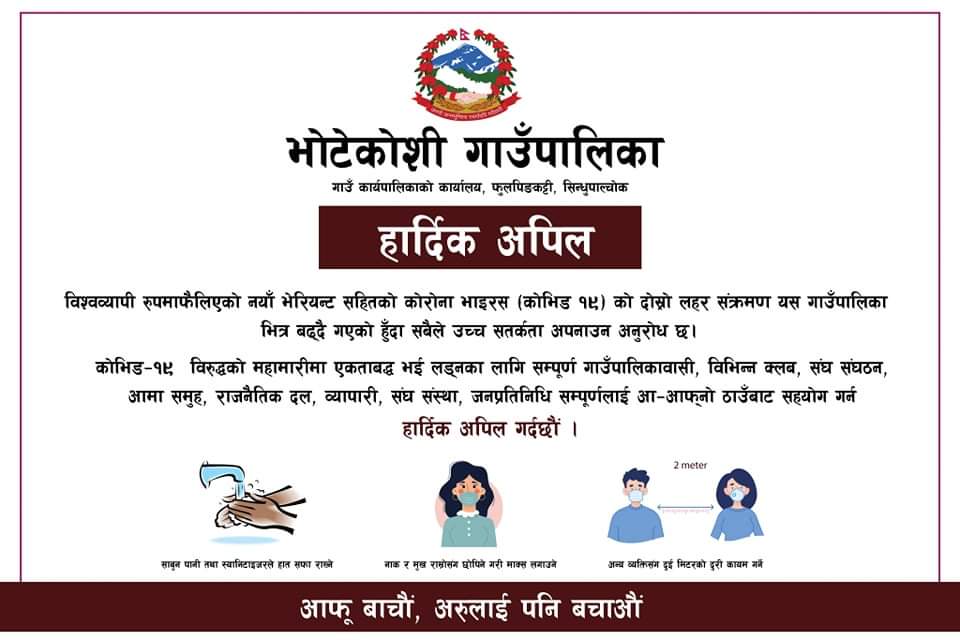 भोटेकोशी गाउँपालिका
गाउँ कार्यपालिकाको कार्यालय, फुलपिङकट्टी, सिन्धुपाल्चोक
हार्दिक अपिल
विश्वव्यापी रुपमाफैलिएको नयाँ भेरियन्ट सहितको कोरोना भाइरस (कोभिड १९) को दोस्रो लहर संक्रमण यस गाउँपालिका
भित्र बढ्दै गएको हुँदा सबैले उच्च सतर्कता अपनाउन अनुरोध छ।
कोभिड-१९ विरुद्धको महामारीमा एकताबद्ध भई लड्नका लागि सम्पूर्ण गाउँपालिकावासी, विभिन्न क्लब, संघ संघठन,
आमा समुह, राजनैतिक दल, व्यापारी, संघ संस्था, जनप्रतिनिधि सम्पूर्णलाई आ-आफ्नो ठाउँबाट सहयोग गर्न
हार्दिक अपिल गर्दछौं ।
2 meter
साबुन पानी तथा स्यानिटाइजरले हात सफा राख्ने
नाक र मुख राम्रोसंग छोपिने गरी माक्स लगाउने
अन्य व्यक्तिसंग दुई मिटरको दुरी कायम गर्ने
आफू बाचौं, अरुलाई पनि बचाऔं